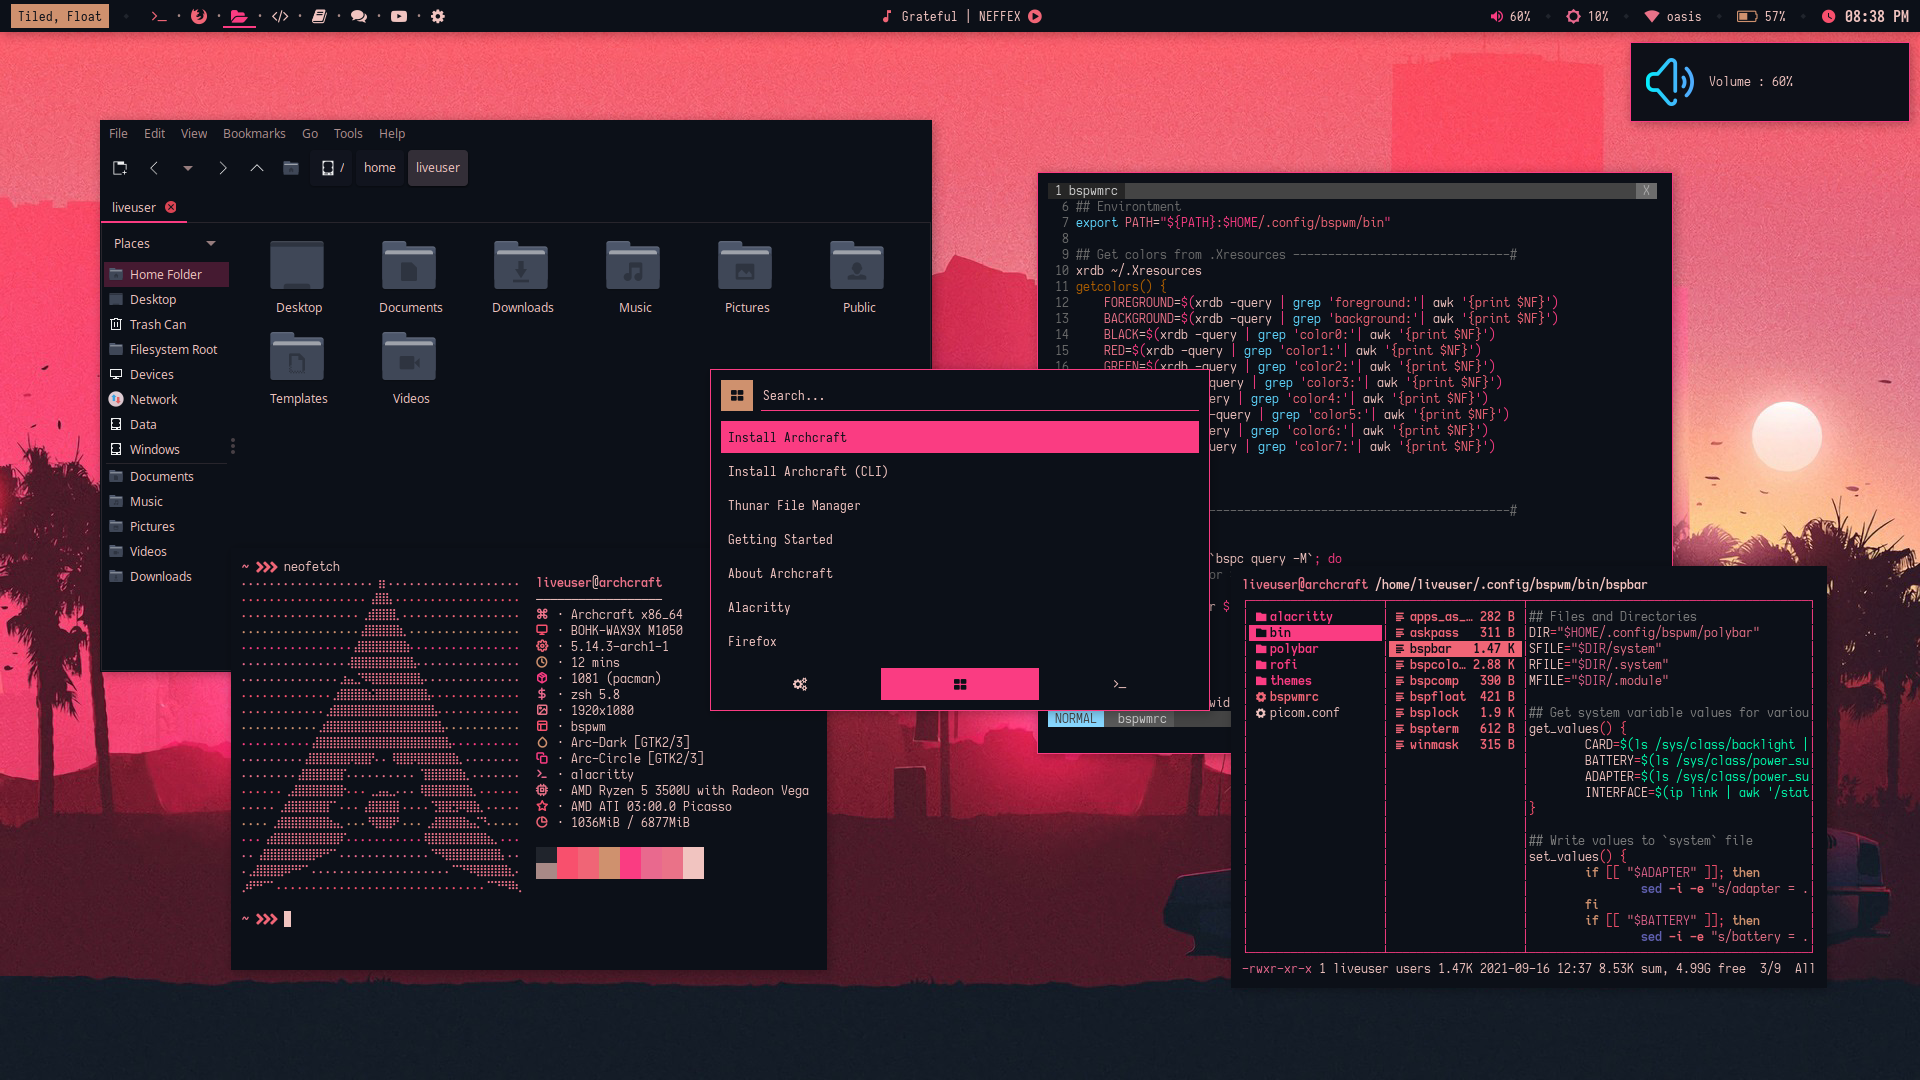 Tiled, Float
Grateful | NEFFEX
60%
10%
oasis
57%
08:38 PM
Volume : 60%
File Edit View Bookmarks Go Tools Help
/ home liveuser
liveuser
Places
Home Folder
Desktop
Trash Can
Filesystem Root
Devices
Network
Data
Windows
Documents
Music
Pictures
Videos
Downloads
Desktop Documents Downloads Music Pictures Public
Templates Videos
1 bspwmrc X
6 ## Environtment
7 export PATH="${PATH}:$HOME/.config/bspwm/bin"
8
9 ## Get colors from .Xresources -------------------------------#
10 xrdb ~/.Xresources
11 getcolors() {
12 FOREGROUND=$(xrdb -query | grep 'foreground:'| awk '{print $NF}')
13 BACKGROUND=$(xrdb -query | grep 'background:'| awk '{print $NF}')
14 BLACK=$(xrdb -query | grep 'color0:'| awk '{print $NF}')
15 RED=$(xrdb -query | grep 'color1:'| awk '{print $NF}')
16 GREEN=$(xrdb -query | grep 'color2:'| awk '{print $NF}')
-query | grep 'color3:'| awk '{print $NF}')
y | grep 'color4:'| awk '{print $NF}')
-query | grep 'color5:'| awk '{print $NF}')
y | grep 'color6:'| awk '{print $NF}')
query | grep 'color7:'| awk '{print $NF}')
-------------------------------------------#
`bspc query -M`; do
or
r $
wid
NORMAL bspwmrc
Search...
Install Archcraft
Install Archcraft (CLI)
Thunar File Manager
Getting Started
About Archcraft
Alacritty
Firefox
~ ❯❯❯ neofetch
liveuser@archcraft
· Archcraft x86_64
· BOHK-WAX9X M1050
· 5.14.3-arch1-1
· 12 mins
· 1081 (pacman)
· zsh 5.8
· 1920x1080
· bspwm
· Arc-Dark [GTK2/3]
· Arc-Circle [GTK2/3]
· alacritty
· AMD Ryzen 5 3500U with Radeon Vega
· AMD ATI 03:00.0 Picasso
· 1036MiB / 6877MiB
~ ❯❯❯
liveuser@archcraft /home/liveuser/.config/bspwm/bin/bspbar
alacritty
bin
polybar
rofi
themes
bspwmrc
picom.conf
apps_as_… 282 B
askpass 311 B
bspbar 1.47 K
bspcolo… 2.88 K
bspcomp 390 B
bspfloat 421 B
bsplock 1.9 K
bspterm 612 B
winmask 315 B
## Files and Directories
DIR="$HOME/.config/bspwm/polybar"
SFILE="$DIR/system"
RFILE="$DIR/.system"
MFILE="$DIR/.module"
## Get system variable values for variou
get_values() {
CARD=$(ls /sys/class/backlight |
BATTERY=$(ls /sys/class/power_su
ADAPTER=$(ls /sys/class/power_su
INTERFACE=$(ip link | awk '/stat
}
## Write values to `system` file
set_values() {
if [[ "$ADAPTER" ]]; then
sed -i -e "s/adapter = .
fi
if [[ "$BATTERY" ]]; then
sed -i -e "s/battery = .
-rwxr-xr-x 1 liveuser users 1.47K 2021-09-16 12:37 8.53K sum, 4.99G free 3/9 All